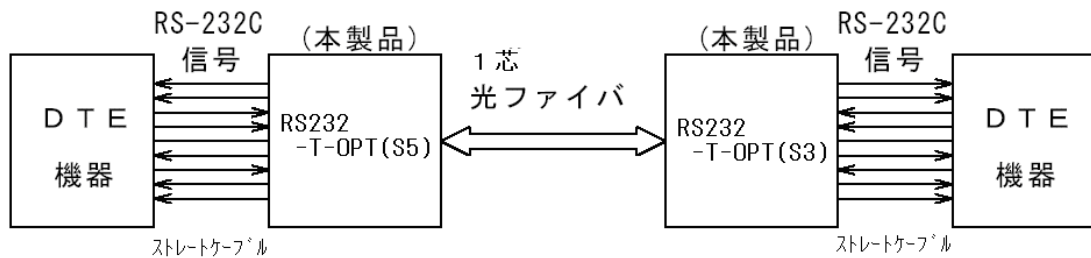 RS-232C
信号
(本製品)
1芯
光ファイバ
(本製品)
RS-232C
信号
DTE
機器
RS232
-T-OPT(S5)
RS232
-T-OPT(S3)
DTE
機器
ストレートケーブル
ストレートケーブル